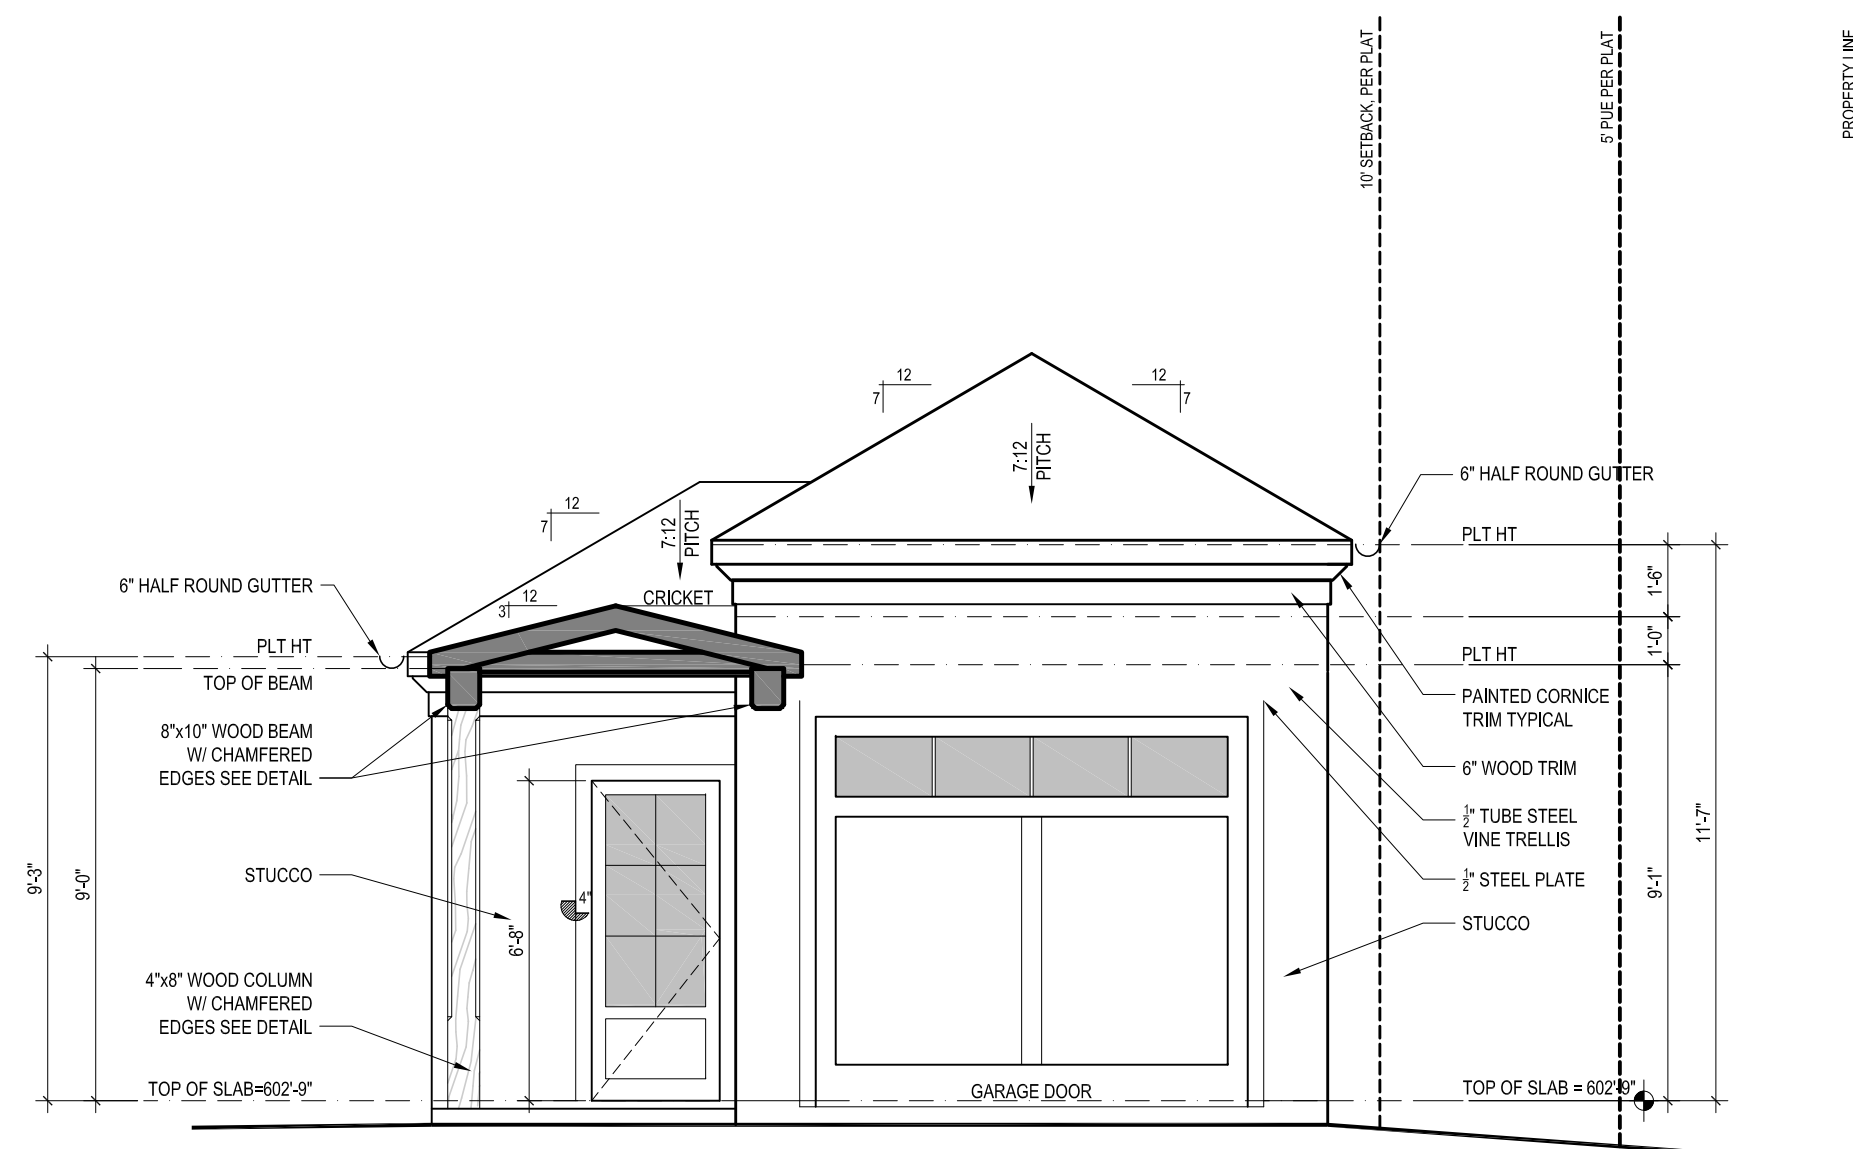 10' SETBACK, PER PLAT
5' PUE PER PLAT
PROPERTY LINE
12
7
12
7
7:12
PITCH
12
7
7:12
PITCH
6" HALF ROUND GUTTER
PLT HT
1'-6"
6" HALF ROUND GUTTER
12
3
CRICKET
PLT HT
1'-0"
PLT HT
TOP OF BEAM
PAINTED CORNICE
TRIM TYPICAL
8"x10" WOOD BEAM
W/ CHAMFERED
EDGES SEE DETAIL
6" WOOD TRIM
1/2" TUBE STEEL
VINE TRELLIS
11'-7"
9'-3"
9'-0"
STUCCO
4"
6'-8"
1/2" STEEL PLATE
9'-1"
STUCCO
4"x8" WOOD COLUMN
W/ CHAMFERED
EDGES SEE DETAIL
TOP OF SLAB=602'-9"
GARAGE DOOR
TOP OF SLAB = 602'-9"